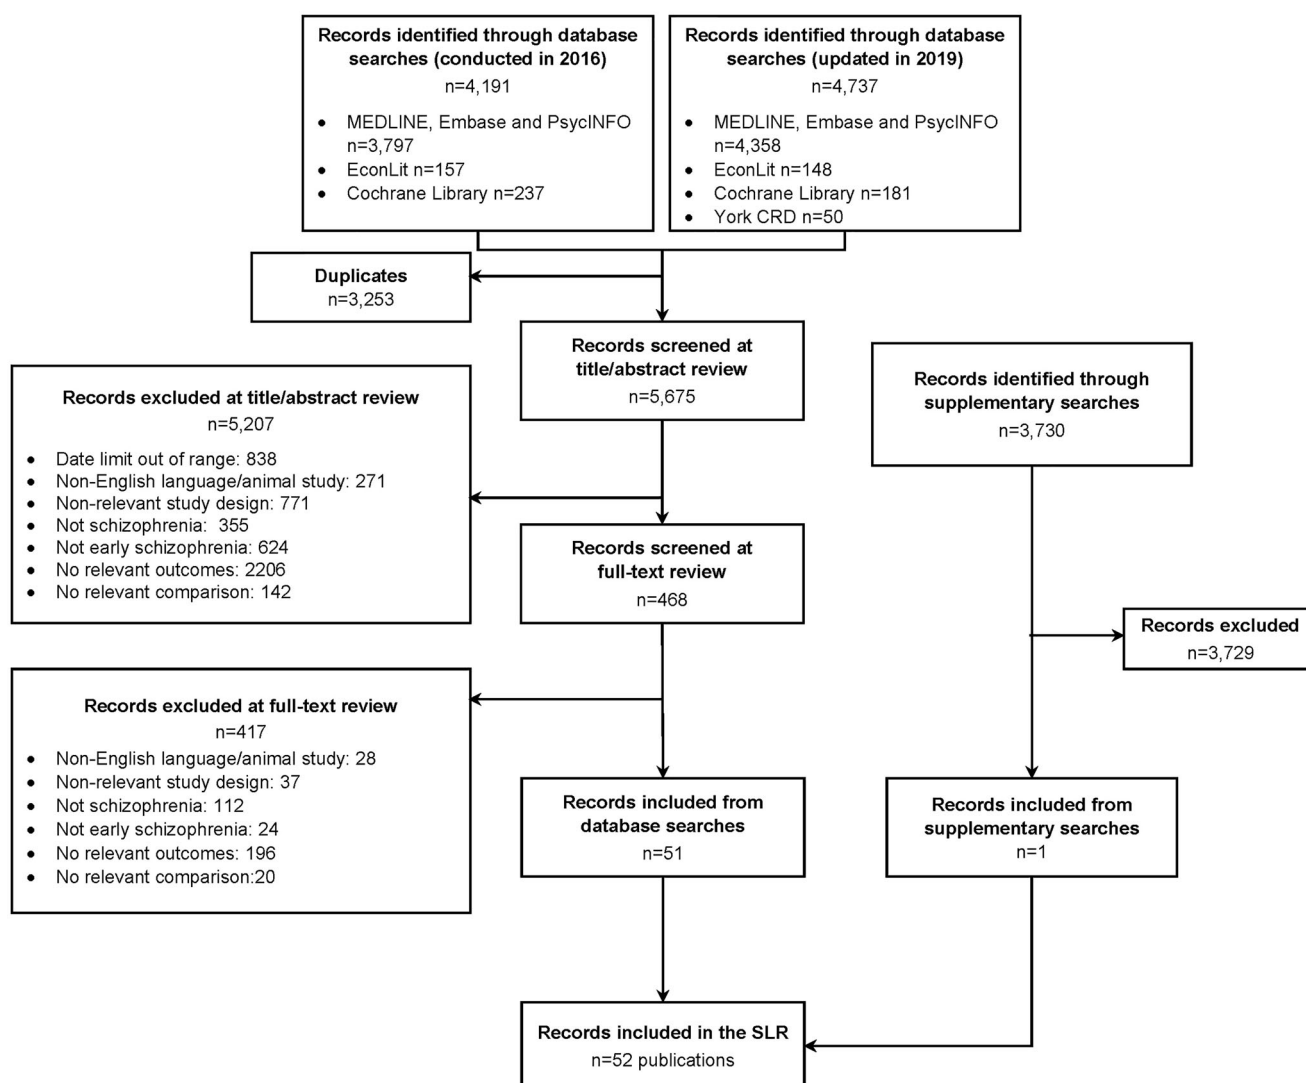 Records identified through database
searches (conducted in 2016)
n=4,191
• MEDLINE, Embase and PsycINFO
n=3,797
• EconLit n=157
• Cochrane Library n=237
Records identified through database
searches (updated in 2019)
n=4,737
• MEDLINE, Embase and PsycINFO
n=4,358
• EconLit n=148
• Cochrane Library n=181
• York CRD n=50
Duplicates
n=3,253
Records screened at
title/abstract review
n=5,675
Records identified through
supplementary searches
n=3,730
Records excluded at title/abstract review
n=5,207
• Date limit out of range: 838
• Non-English language/animal study: 271
• Non-relevant study design: 771
• Not schizophrenia:  355
• Not early schizophrenia: 624
• No relevant outcomes: 2206
• No relevant comparison: 142
Records screened at
full-text review
n=468
Records excluded
n=3,729
Records excluded at full-text review
n=417
• Non-English language/animal study: 28
• Non-relevant study design: 37
• Not schizophrenia: 112
• Not early schizophrenia: 24
• No relevant outcomes: 196
• No relevant comparison:20
Records included from
database searches
n=51
Records included from
supplementary searches
n=1
Records included in the SLR
n=52 publications